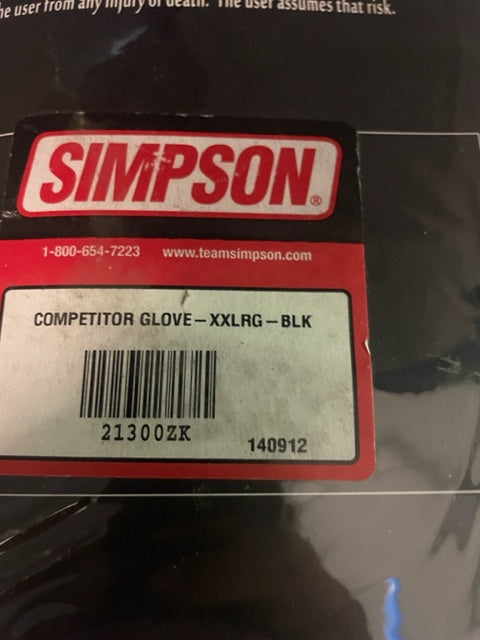 he user from any injury or death. The user assumes that risk.
SIMPSON®
1-800-654-7223 www.teamsimpson.com
COMPETITOR GLOVE-XXLRG-BLK
21300ZK
140912